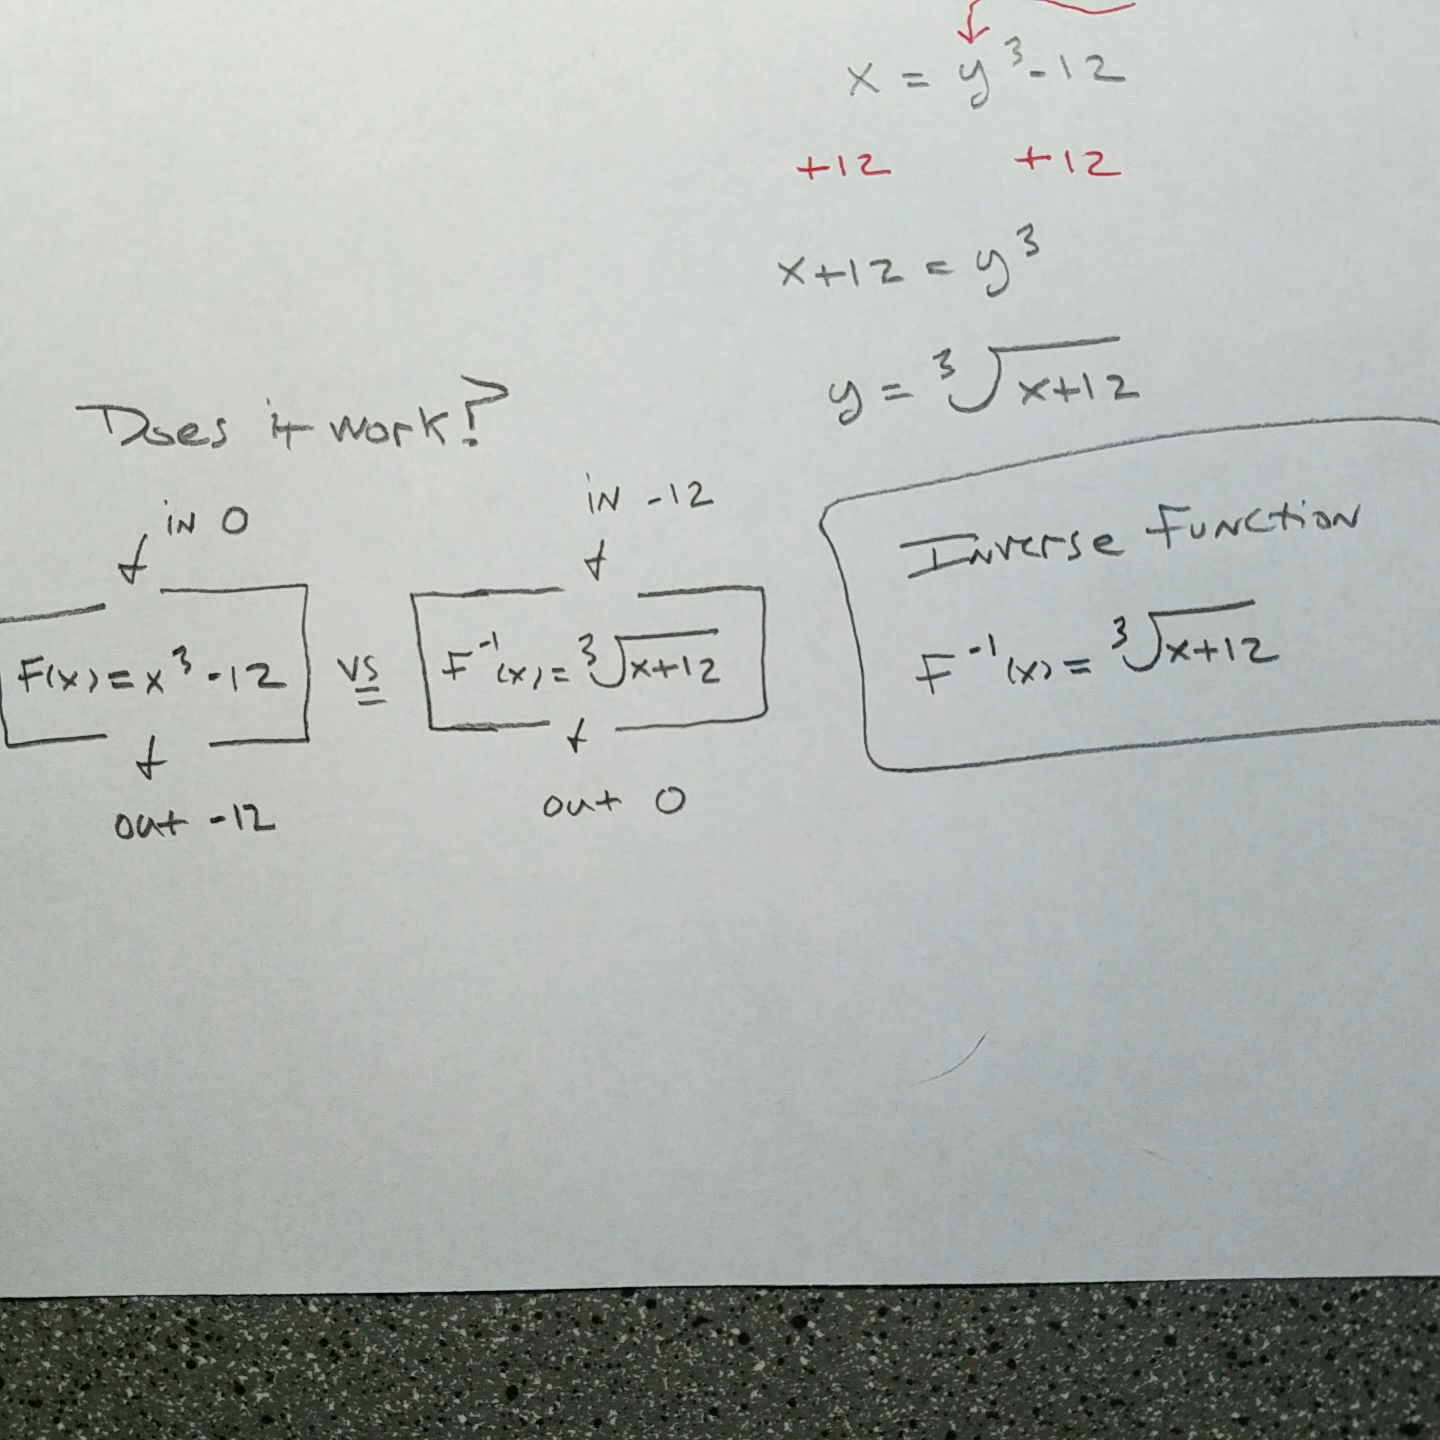 x = y³-12
+12 +12
x+12 = y³
y = ³√x+12
Does it work?
in 0
F(x) = x³-12
out -12
vs
in -12
F⁻¹(x) = ³√x+12
out 0
Inverse Function
F⁻¹(x) = ³√x+12